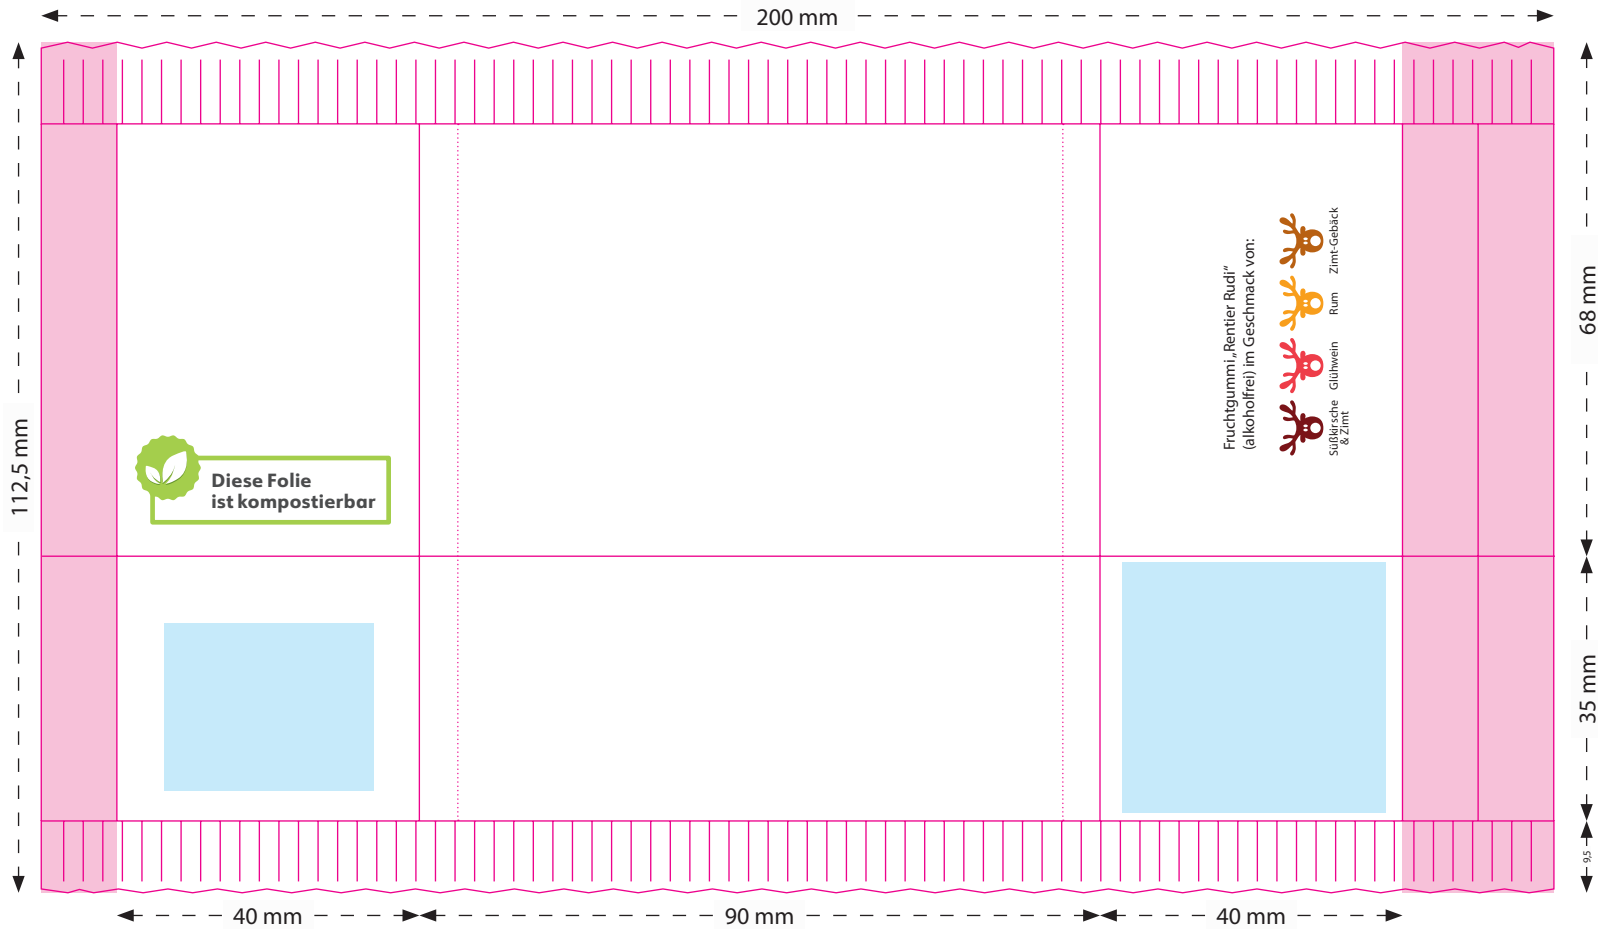 200 mm
112,5 mm
68 mm
35 mm
9,5
Diese Folie
ist kompostierbar
Fruchtgummi „Rentier Rudi“
(alkoholfrei) im Geschmack von:
Süßkirsche
& Zimt
Glühwein
Rum
Zimt-Gebäck
40 mm
90 mm
40 mm